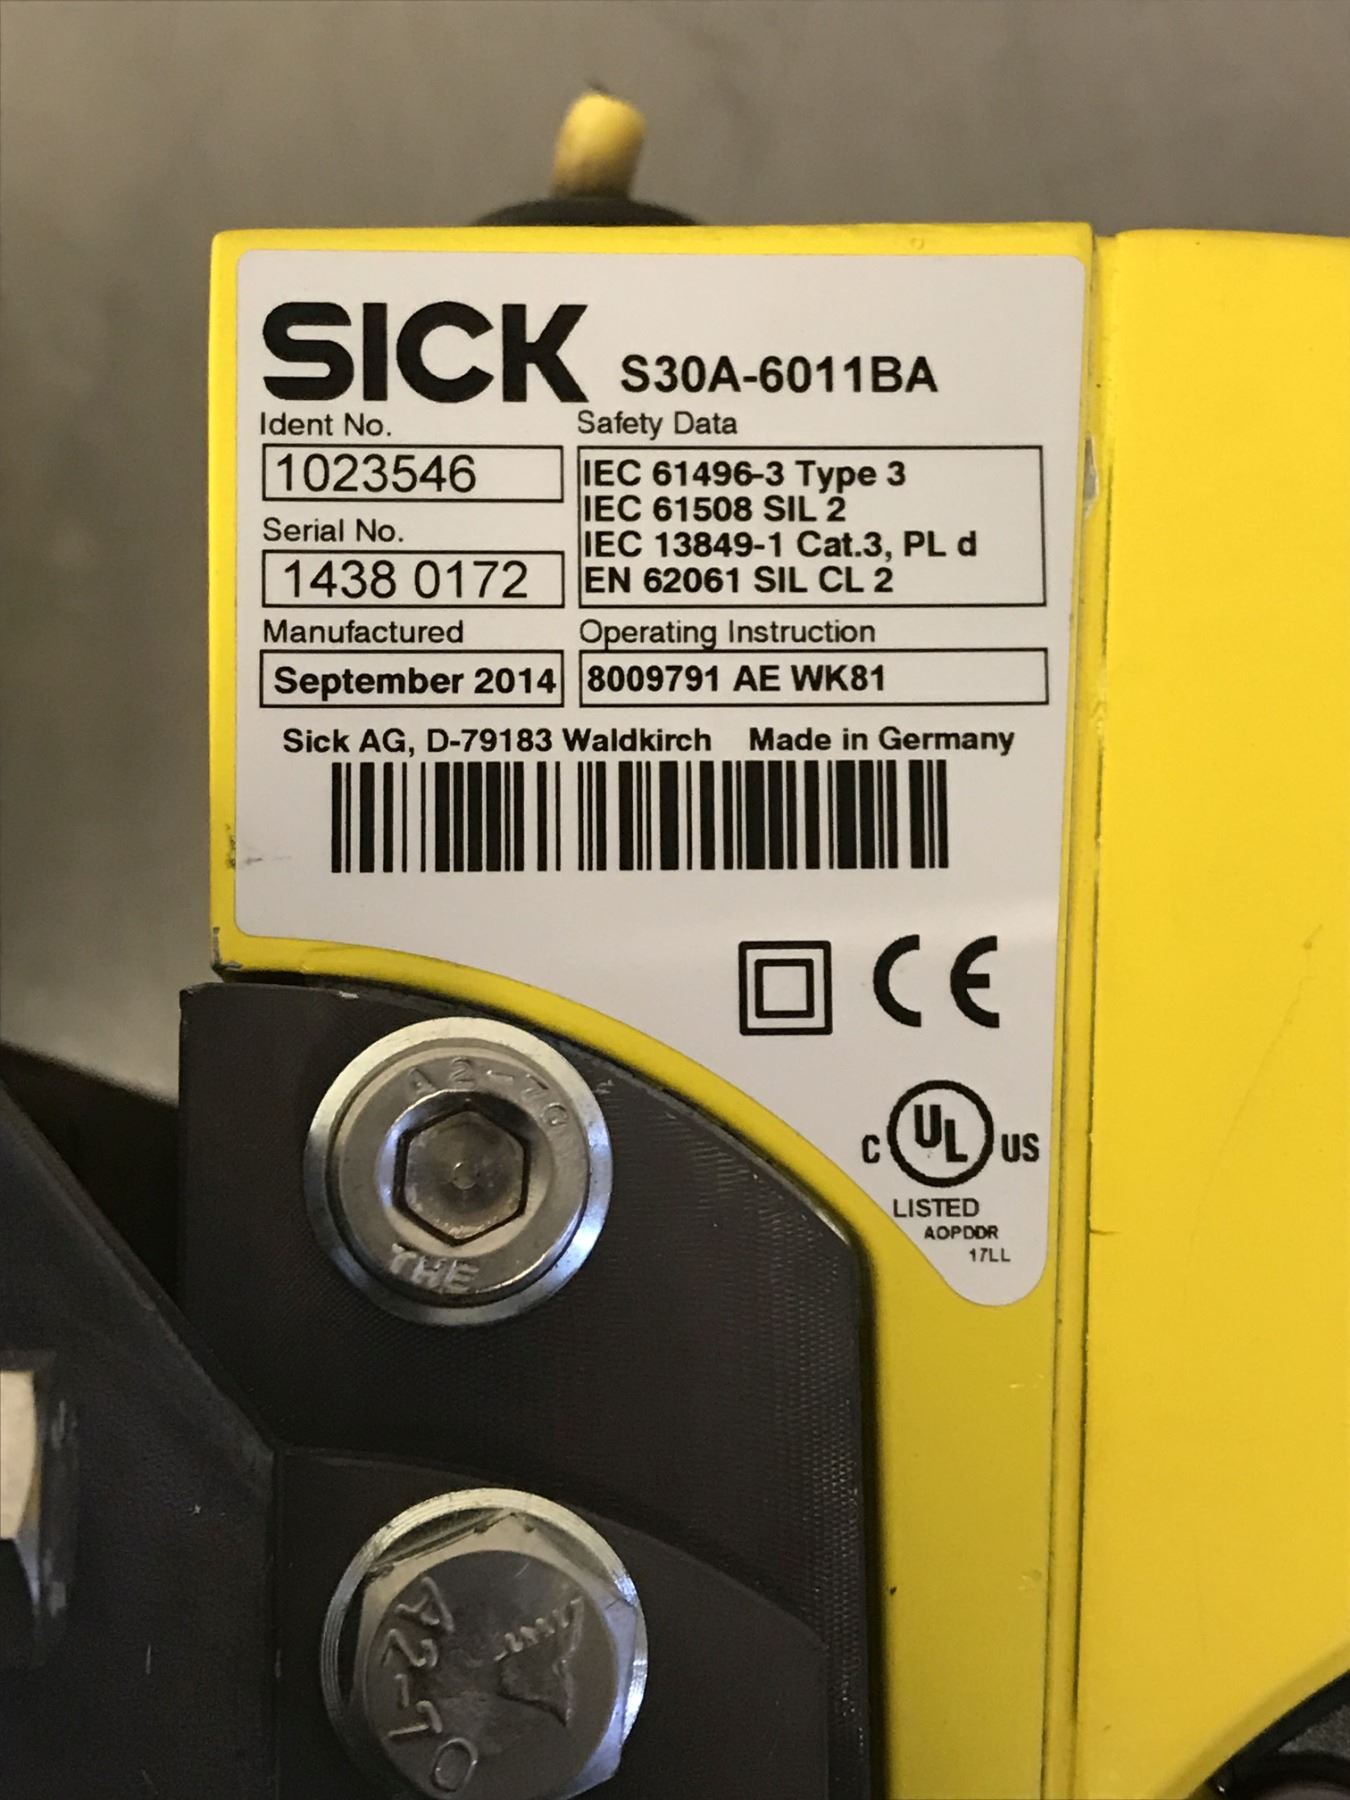 SICK S30A-6011BA
Ident No. Safety Data
1023546
IEC 61496-3 Type 3
IEC 61508 SIL 2
IEC 13849-1 Cat.3, PL d
EN 62061 SIL CL 2
Serial No.
1438 0172
Manufactured Operating Instruction
September 2014 8009791 AE WK81
Sick AG, D-79183 Waldkirch Made in Germany
CE
C UL US
LISTED
AOPDDR
17LL
A2-70
THE
A2-70